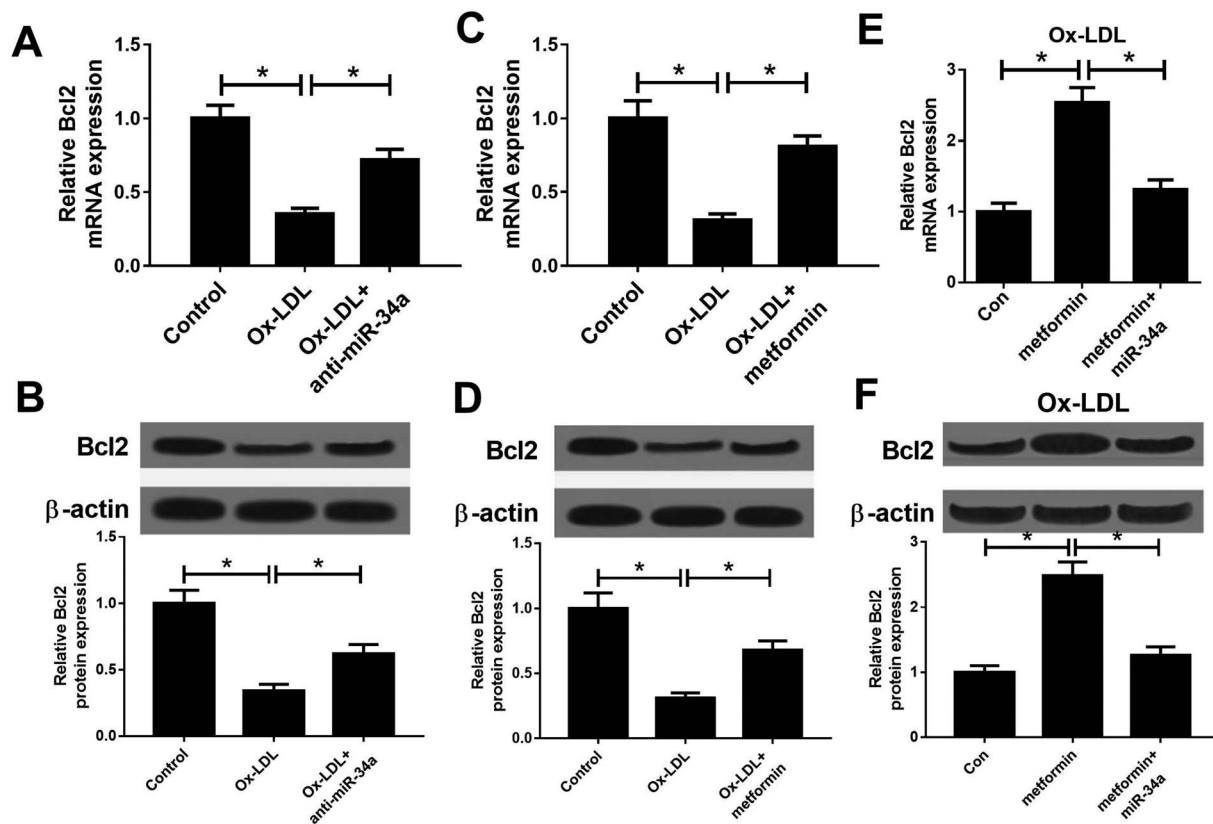 A
Relative Bcl2
mRNA expression
1.5
1.0
0.5
0.0
*
*
Control
Ox-LDL
Ox-LDL+
anti-miR-34a
C
Relative Bcl2
mRNA expression
1.5
1.0
0.5
0.0
*
*
Control
Ox-LDL
Ox-LDL+
metformin
E
Ox-LDL
Relative Bcl2
mRNA expression
3
2
1
0
*
*
Con
metformin
metformin+
miR-34a
B
Bcl2
β-actin
Relative Bcl2
protein expression
1.5
1.0
0.5
0.0
*
*
Control
Ox-LDL
Ox-LDL+
anti-miR-34a
D
Bcl2
β-actin
Relative Bcl2
protein expression
1.5
1.0
0.5
0.0
*
*
Control
Ox-LDL
Ox-LDL+
metformin
F
Ox-LDL
Bcl2
β-actin
Relative Bcl2
protein expression
3
2
1
0
*
*
Con
metformin
metformin+
miR-34a